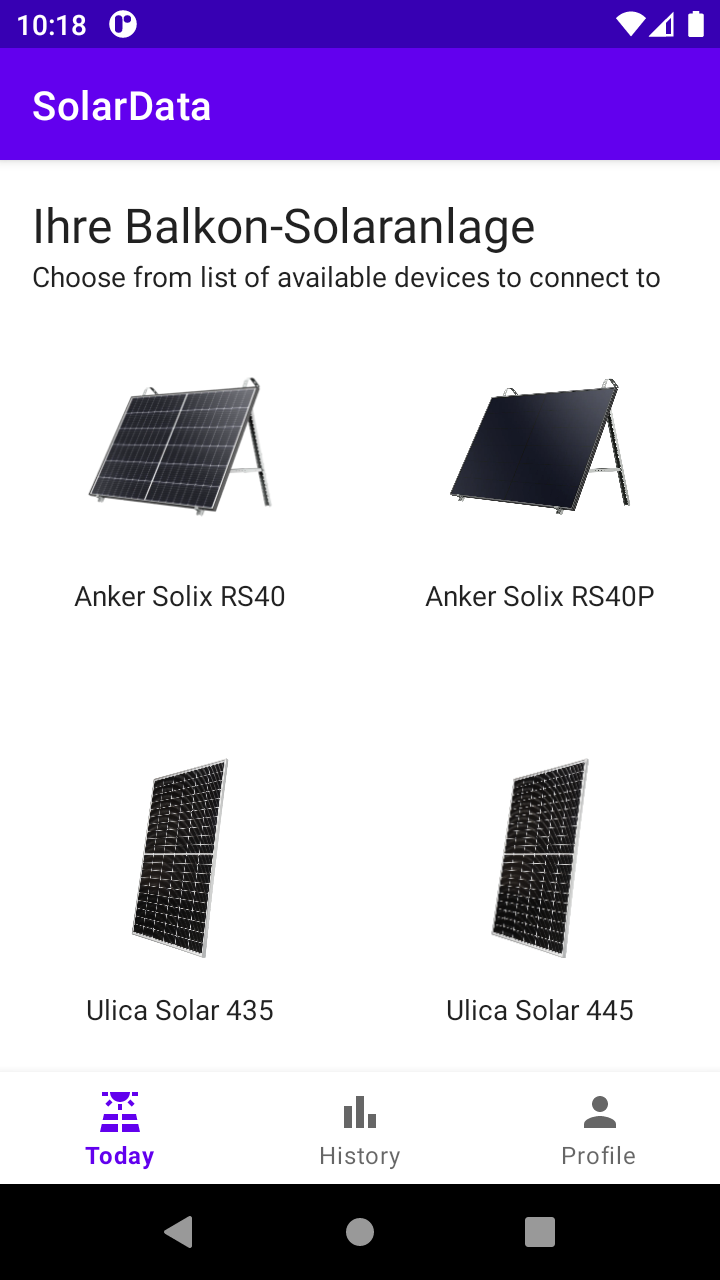 10:18
SolarData
Ihre Balkon-Solaranlage
Choose from list of available devices to connect to
Anker Solix RS40
Anker Solix RS40P
Ulica Solar 435
Ulica Solar 445
Today
History
Profile